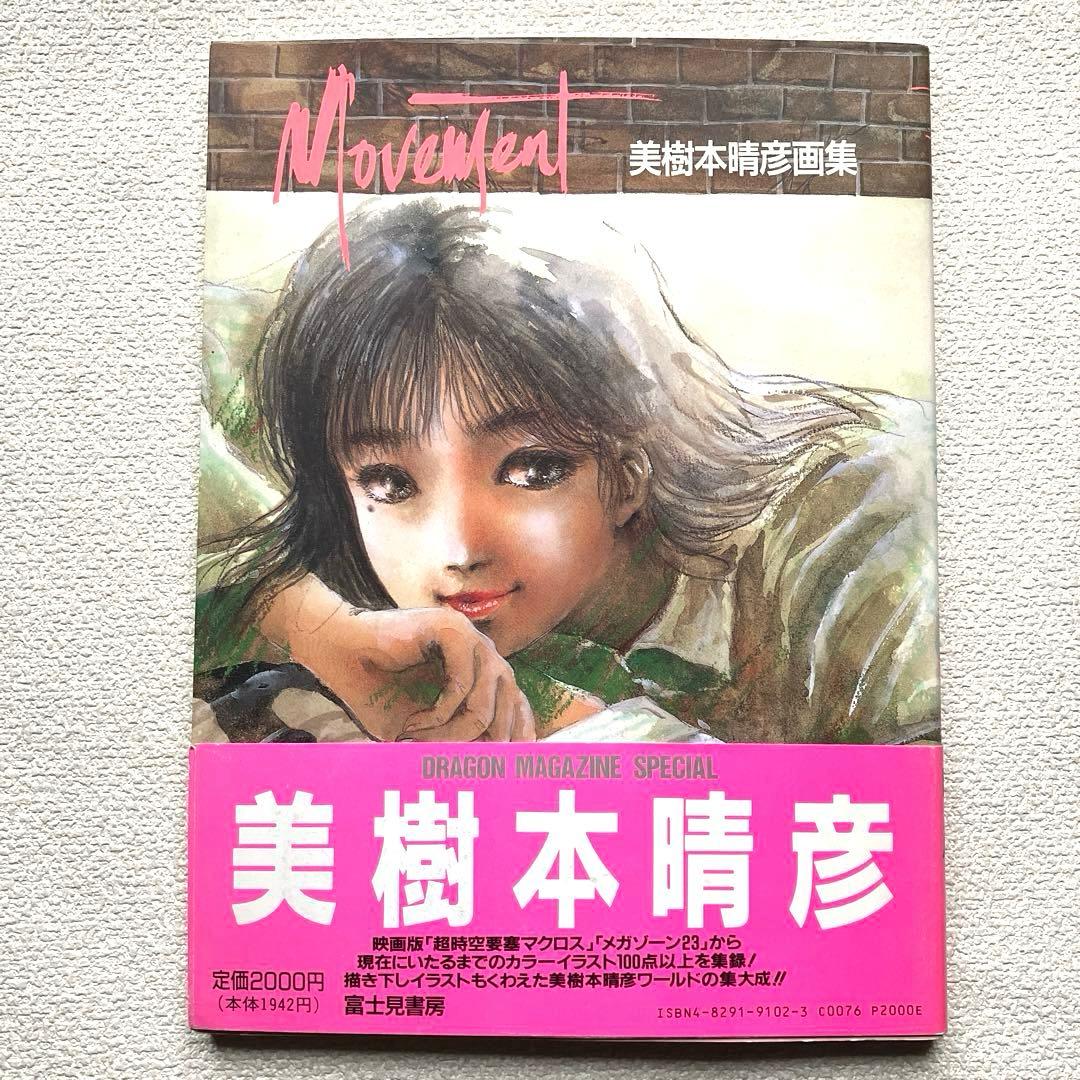 Movement
美樹本晴彦画集
DRAGON MAGAZINE SPECIAL
美樹本晴彦
映画版「超時空要塞マクロス」「メガゾーン23」から
現在にいたるまでのカラーイラスト100点以上を集録!
描き下しイラストもくわえた美樹本晴彦ワールドの集大成!!
定価2000円
(本体1942円)
富士見書房
ISBN4-8291-9102-3 C0076 P2000E